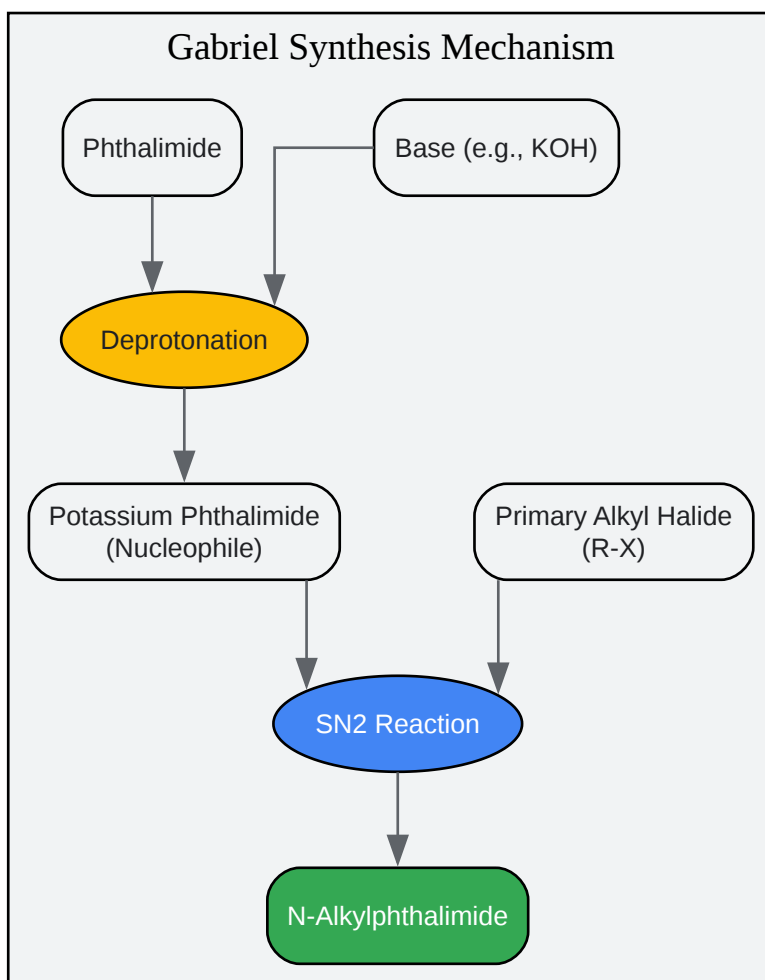 Gabriel Synthesis Mechanism
Phthalimide
Base (e.g., KOH)
Deprotonation
Potassium Phthalimide
(Nucleophile)
Primary Alkyl Halide
(R-X)
SN2 Reaction
N-Alkylphthalimide